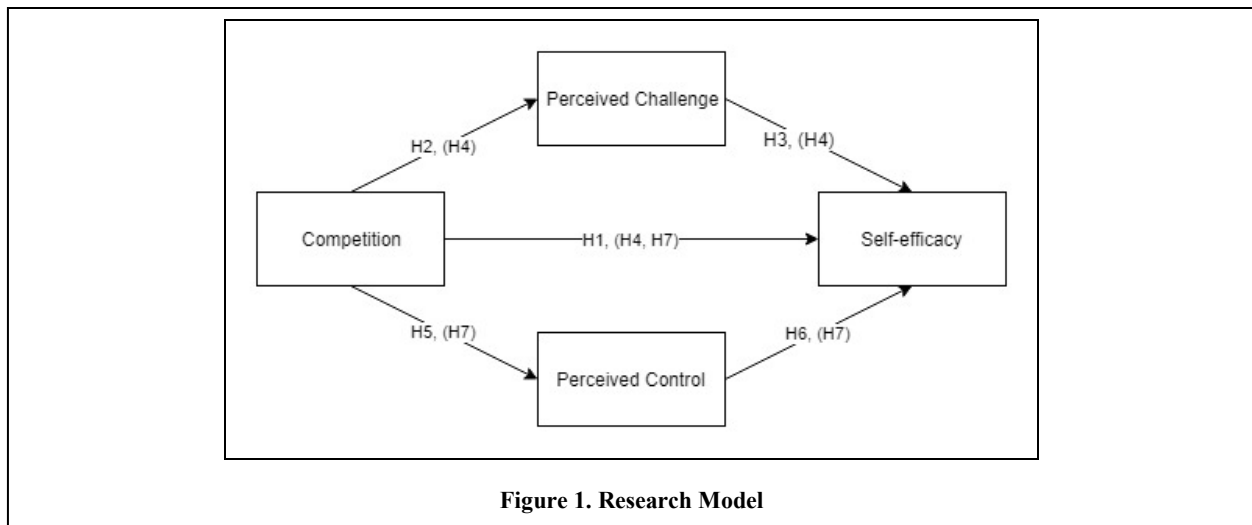 Perceived Challenge
H2, (H4)
H3, (H4)
Competition
H1, (H4, H7)
Self-efficacy
H5, (H7)
H6, (H7)
Perceived Control
Figure 1. Research Model